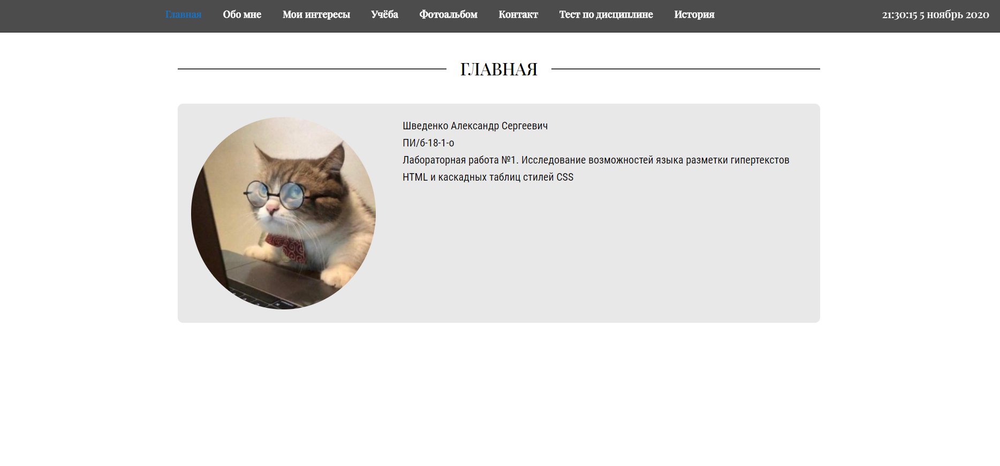 Главная Обо мне Мои интересы Учёба Фотоальбом Контакт Тест по дисциплине История 21:30:15 5 ноябрь 2020
ГЛАВНАЯ
Шведенко Александр Сергеевич
ПИ/б-18-1-о
Лабораторная работа №1. Исследование возможностей языка разметки гипертекстов
HTML и каскадных таблиц стилей CSS